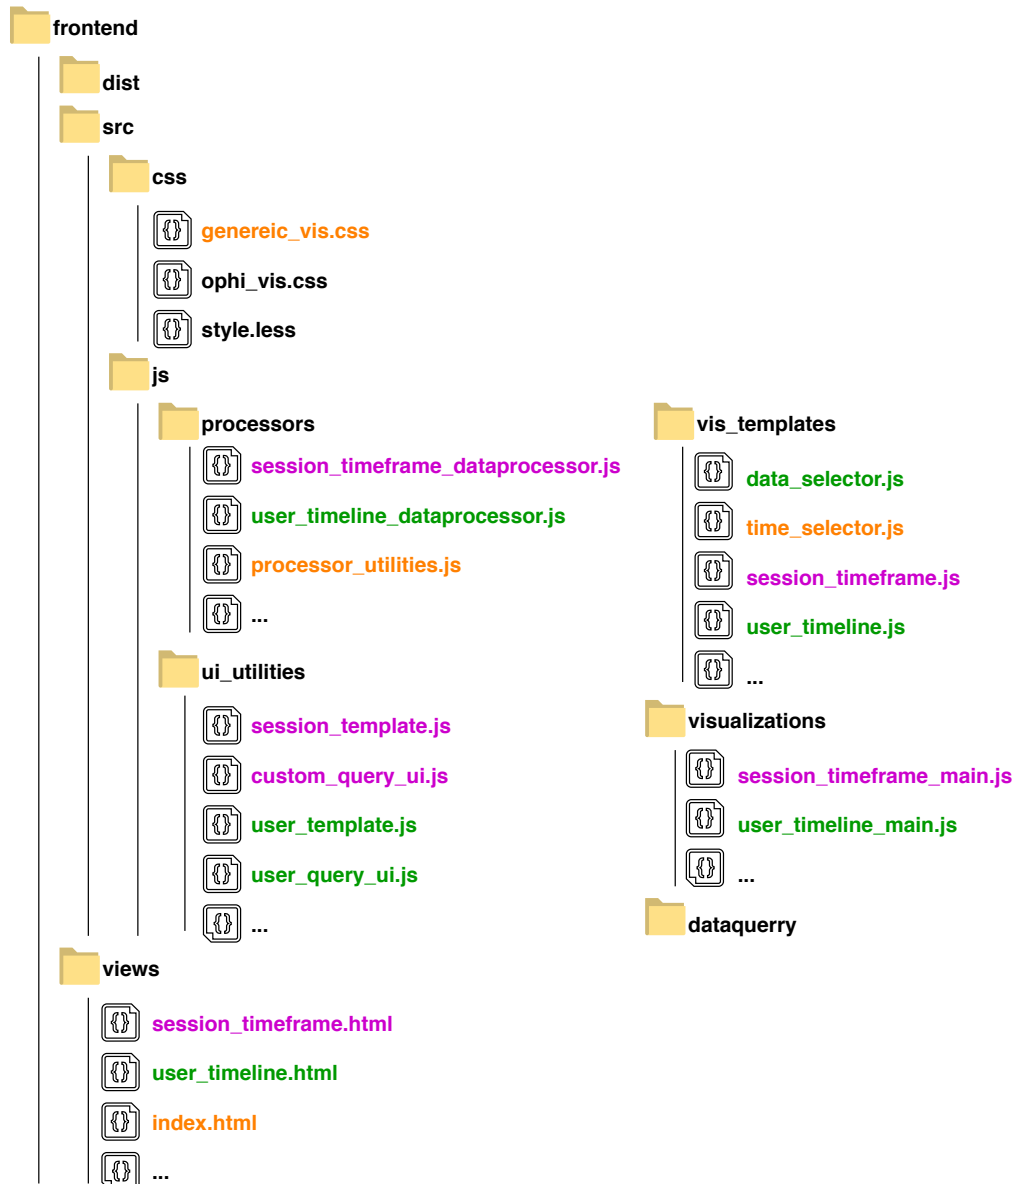 frontend
dist
src
css
genereic_vis.css
ophi_vis.css
style.less
js
processors
session_timeframe_dataprocessor.js
user_timeline_dataprocessor.js
processor_utilities.js
...
ui_utilities
session_template.js
custom_query_ui.js
user_template.js
user_query_ui.js
...
vis_templates
data_selector.js
time_selector.js
session_timeframe.js
user_timeline.js
...
visualizations
session_timeframe_main.js
user_timeline_main.js
...
dataquerry
views
session_timeframe.html
user_timeline.html
index.html
...